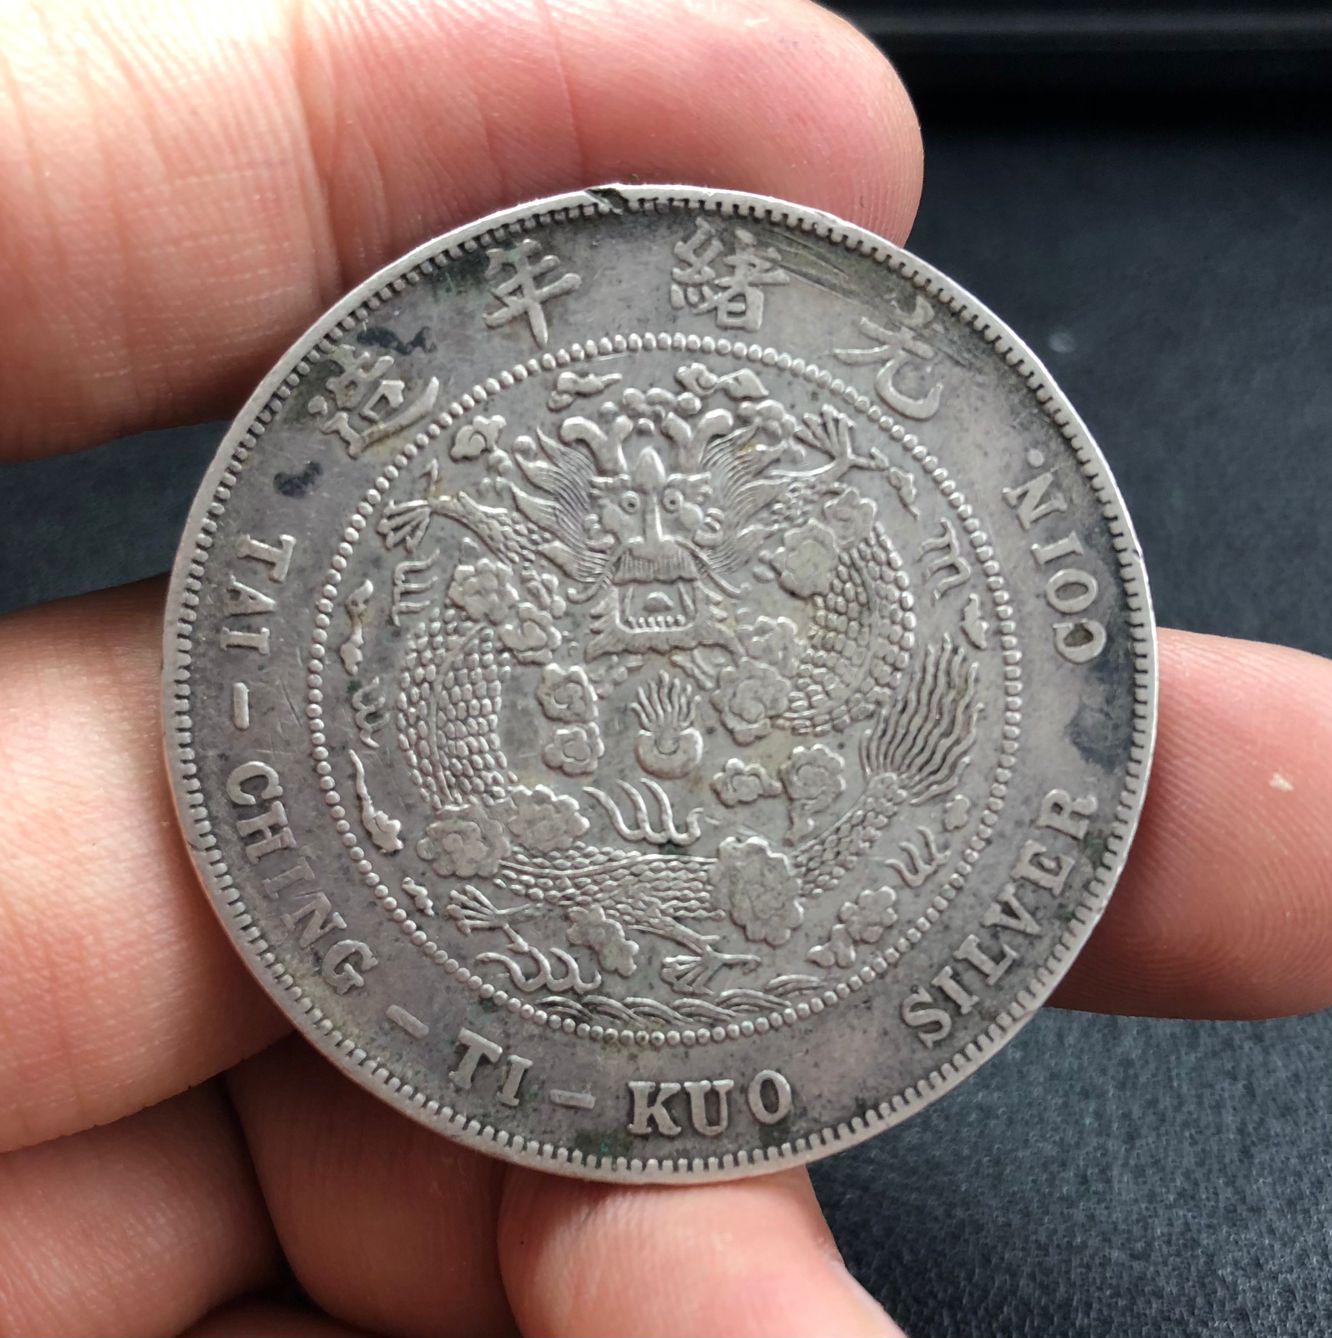 光緒年造
TAI-CHING-TI-KUO SILVER COIN.